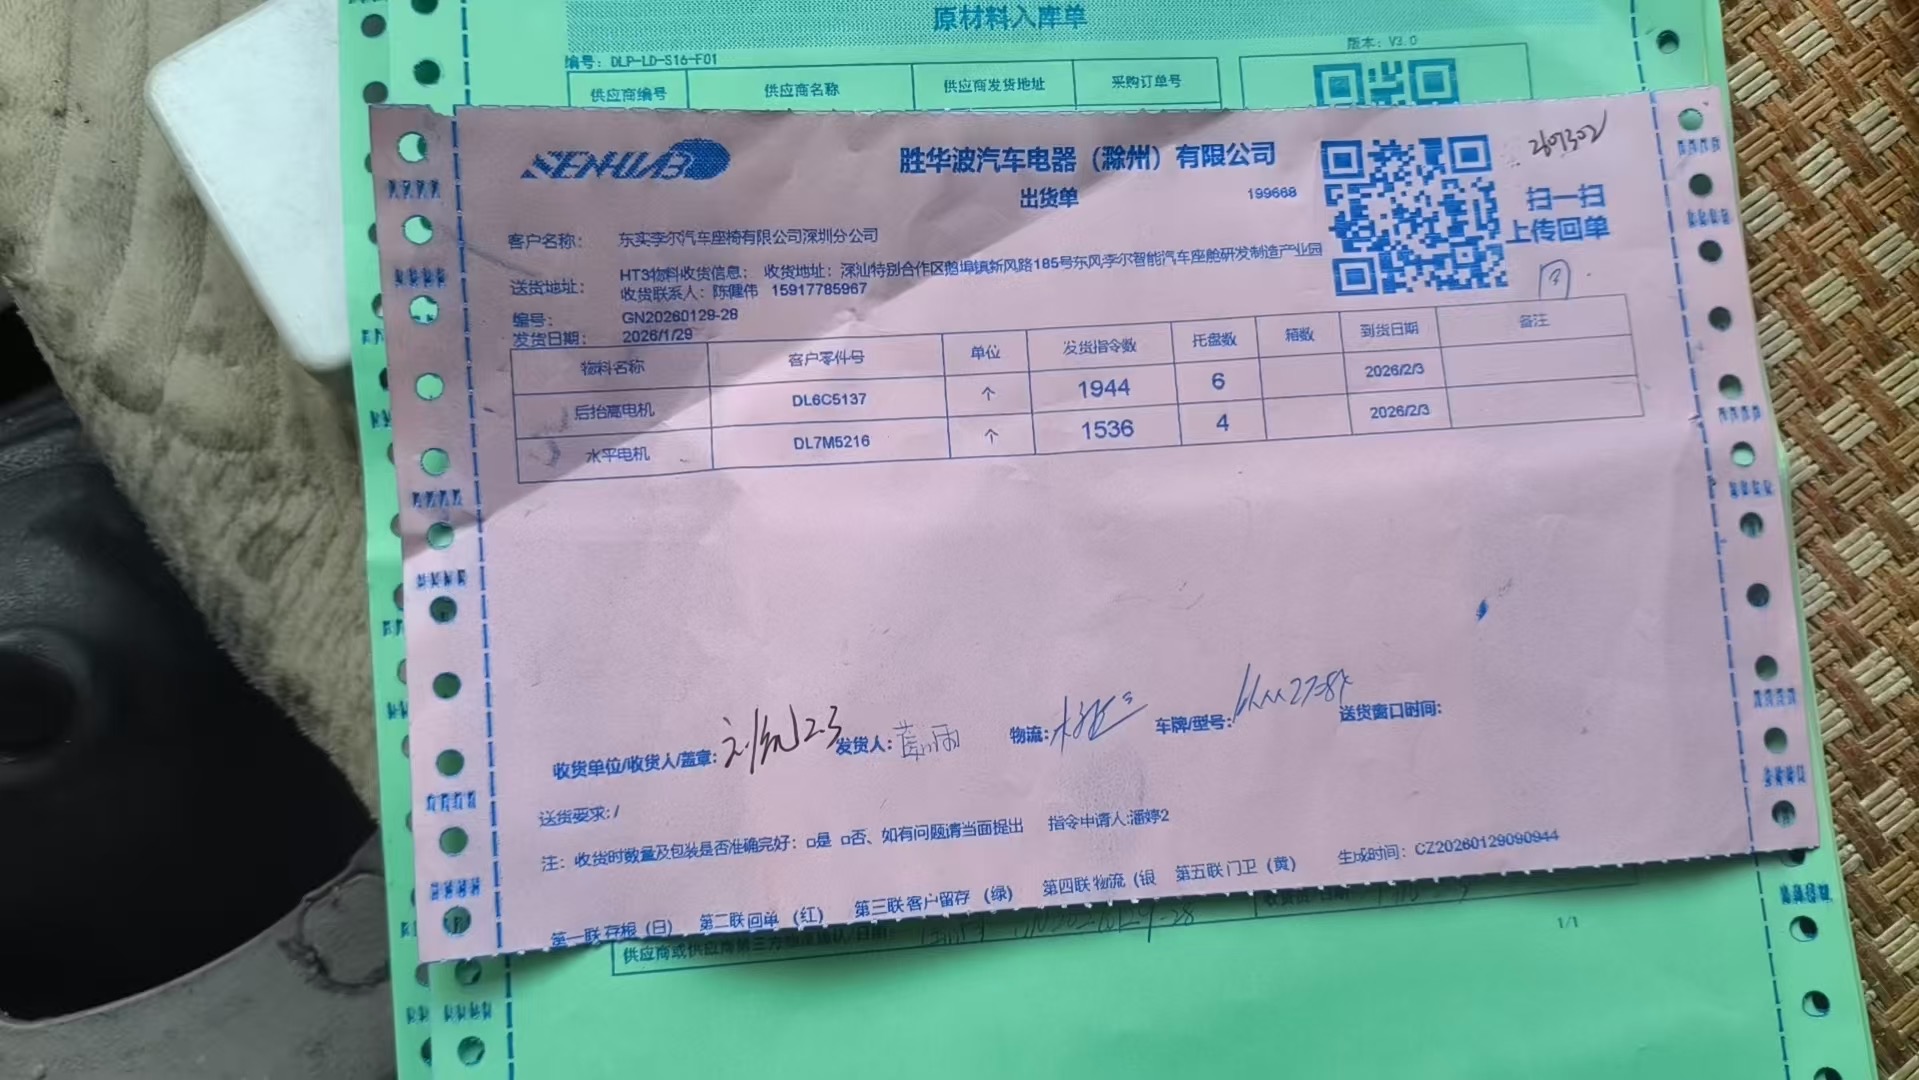 原材料入库单
编号：DLP-LD-S16-F01
版本：V3.0
供应商编号 供应商名称 供应商发货地址 采购订单号
SENHUAB
胜华波汽车电器（滁州）有限公司
出货单
199668
扫一扫
上传回单
客户名称： 东实李尔汽车座椅有限公司深圳分公司
送货地址： HT3物料收货信息； 收货地址：深汕特别合作区鹅埠镇新风路185号东风李尔智能汽车座舱研发制造产业园
收货联系人：陈健伟 15917785967
编号： GN20260129-28
发货日期： 2026/1/29
物料名称 客户零件号 单位 发货指令数 托盘数 箱数 到货日期 备注
后抬高电机 DL6C5137 个 1944 6 2026/2/3
水平电机 DL7M5216 个 1536 4 2026/2/3
收货单位/收货人/盖章： 2.3 发货人： 物流： 车牌/型号： 送货窗口时间：
送货要求：/
注： 收货时数量及包装是否准确完好：□是 □否、如有问题请当面提出 指令申请人:潘婷2
第一联存根（白） 第二联回单（红） 第三联客户留存（绿） 第四联物流（银 第五联门卫（黄） 生成时间：CZ20260129090944
1/1